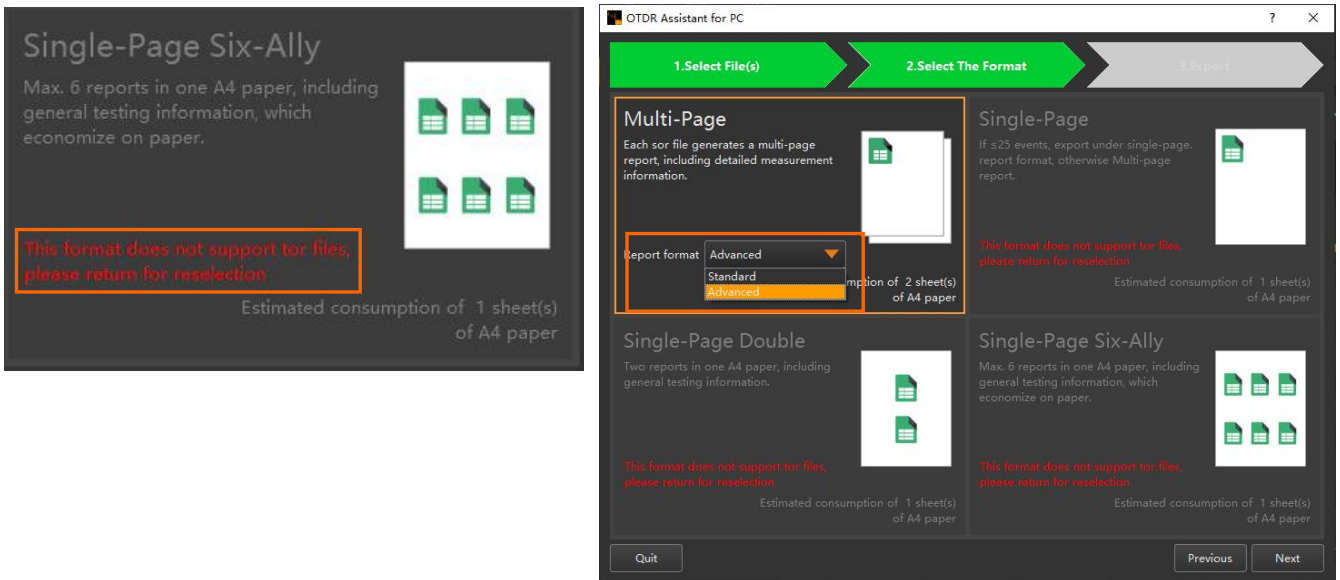 Single-Page Six-Ally
Max. 6 reports in one A4 paper, including
general testing information, which
economize on paper.
This format does not support tor files,
please return for reselection
Estimated consumption of 1 sheet(s)
of A4 paper
OTDR Assistant for PC
? ×
1.Select File(s)
2.Select The Format
3.Export
Multi-Page
Each sor file generates a multi-page
report, including detailed measurement
information.
Report format Advanced
Standard
Advanced
mption of 2 sheet(s)
of A4 paper
Single-Page
If ≤25 events, export under single-page.
report format, otherwise Multi-page
report.
This format does not support tor files,
please return for reselection
Estimated consumption of 1 sheet(s)
of A4 paper
Single-Page Double
Two reports in one A4 paper, including
general testing information.
This format does not support tor files,
please return for reselection
Estimated consumption of 1 sheet(s)
of A4 paper
Single-Page Six-Ally
Max. 6 reports in one A4 paper, including
general testing information, which
economize on paper.
This format does not support tor files,
please return for reselection
Estimated consumption of 1 sheet(s)
of A4 paper
Quit
Previous
Next